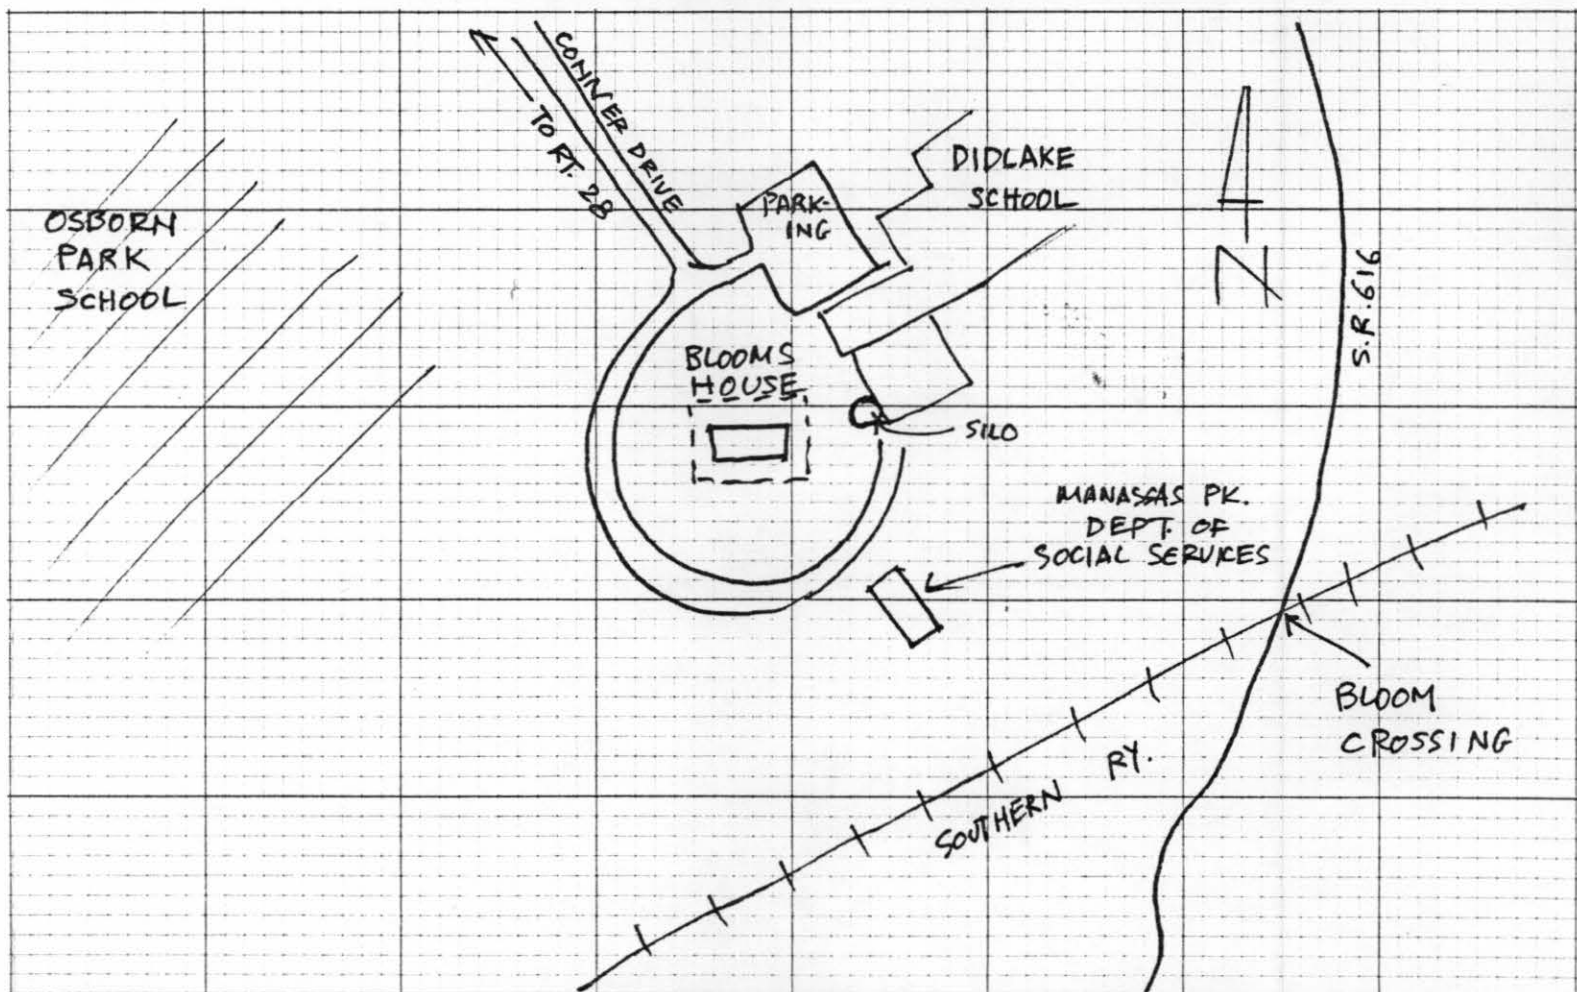 CONNER DRIVE
TO RT. 28
OSBORN
PARK
SCHOOL
PARK-
ING
DIDLAKE
SCHOOL
N
S.R. 616
BLOOMS
HOUSE
SILO
MANASSAS PK.
DEPT. OF
SOCIAL SERVICES
BLOOM
CROSSING
SOUTHERN RY.